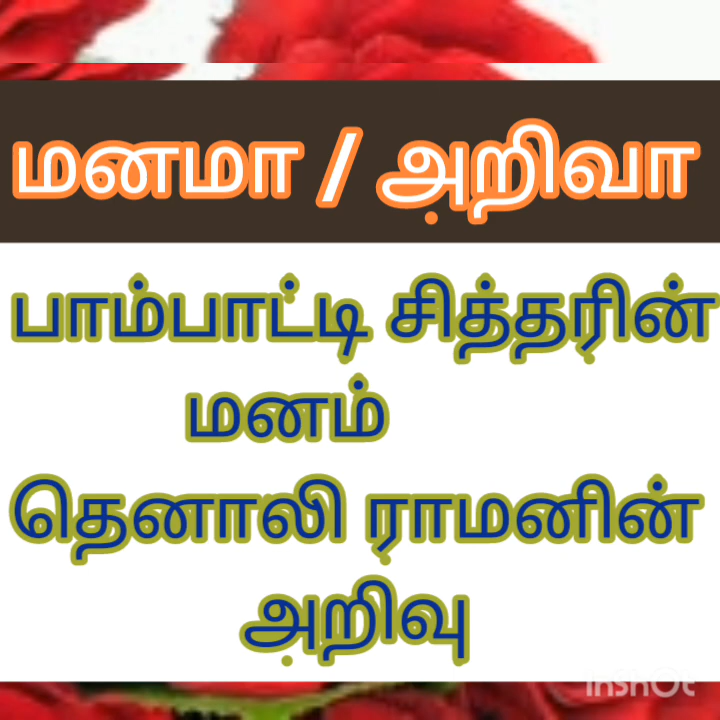 மனமா / அறிவா
பாம்பாட்டி சித்தரின்
மனம்
தெனாலி ராமனின்
அறிவு
InShOt